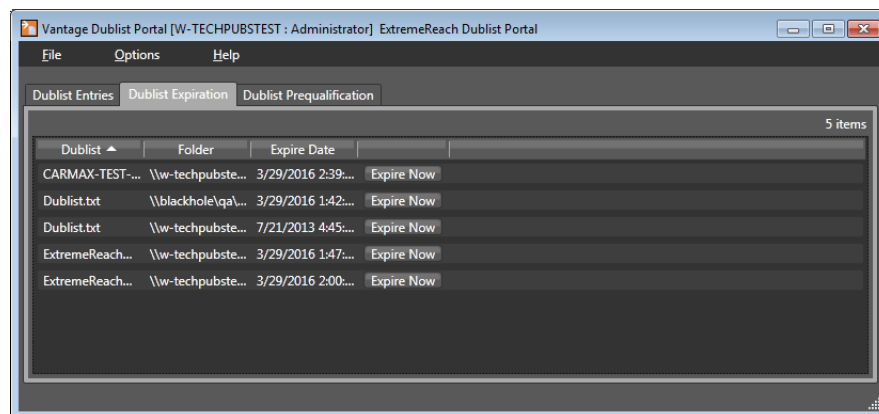 Vantage Dublist Portal [W-TECHPUBSTEST : Administrator] ExtremeReach Dublist Portal
File Options Help
Dublist Entries Dublist Expiration Dublist Prequalification
5 items
Dublist Folder Expire Date
CARMAX-TEST-... \\w-techpubste... 3/29/2016 2:39:... Expire Now
Dublist.txt \\blackhole\qa\... 3/29/2016 1:42:... Expire Now
Dublist.txt \\w-techpubste... 7/21/2013 4:45:... Expire Now
ExtremeReach... \\w-techpubste... 3/29/2016 1:47:... Expire Now
ExtremeReach... \\w-techpubste... 3/29/2016 2:00:... Expire Now